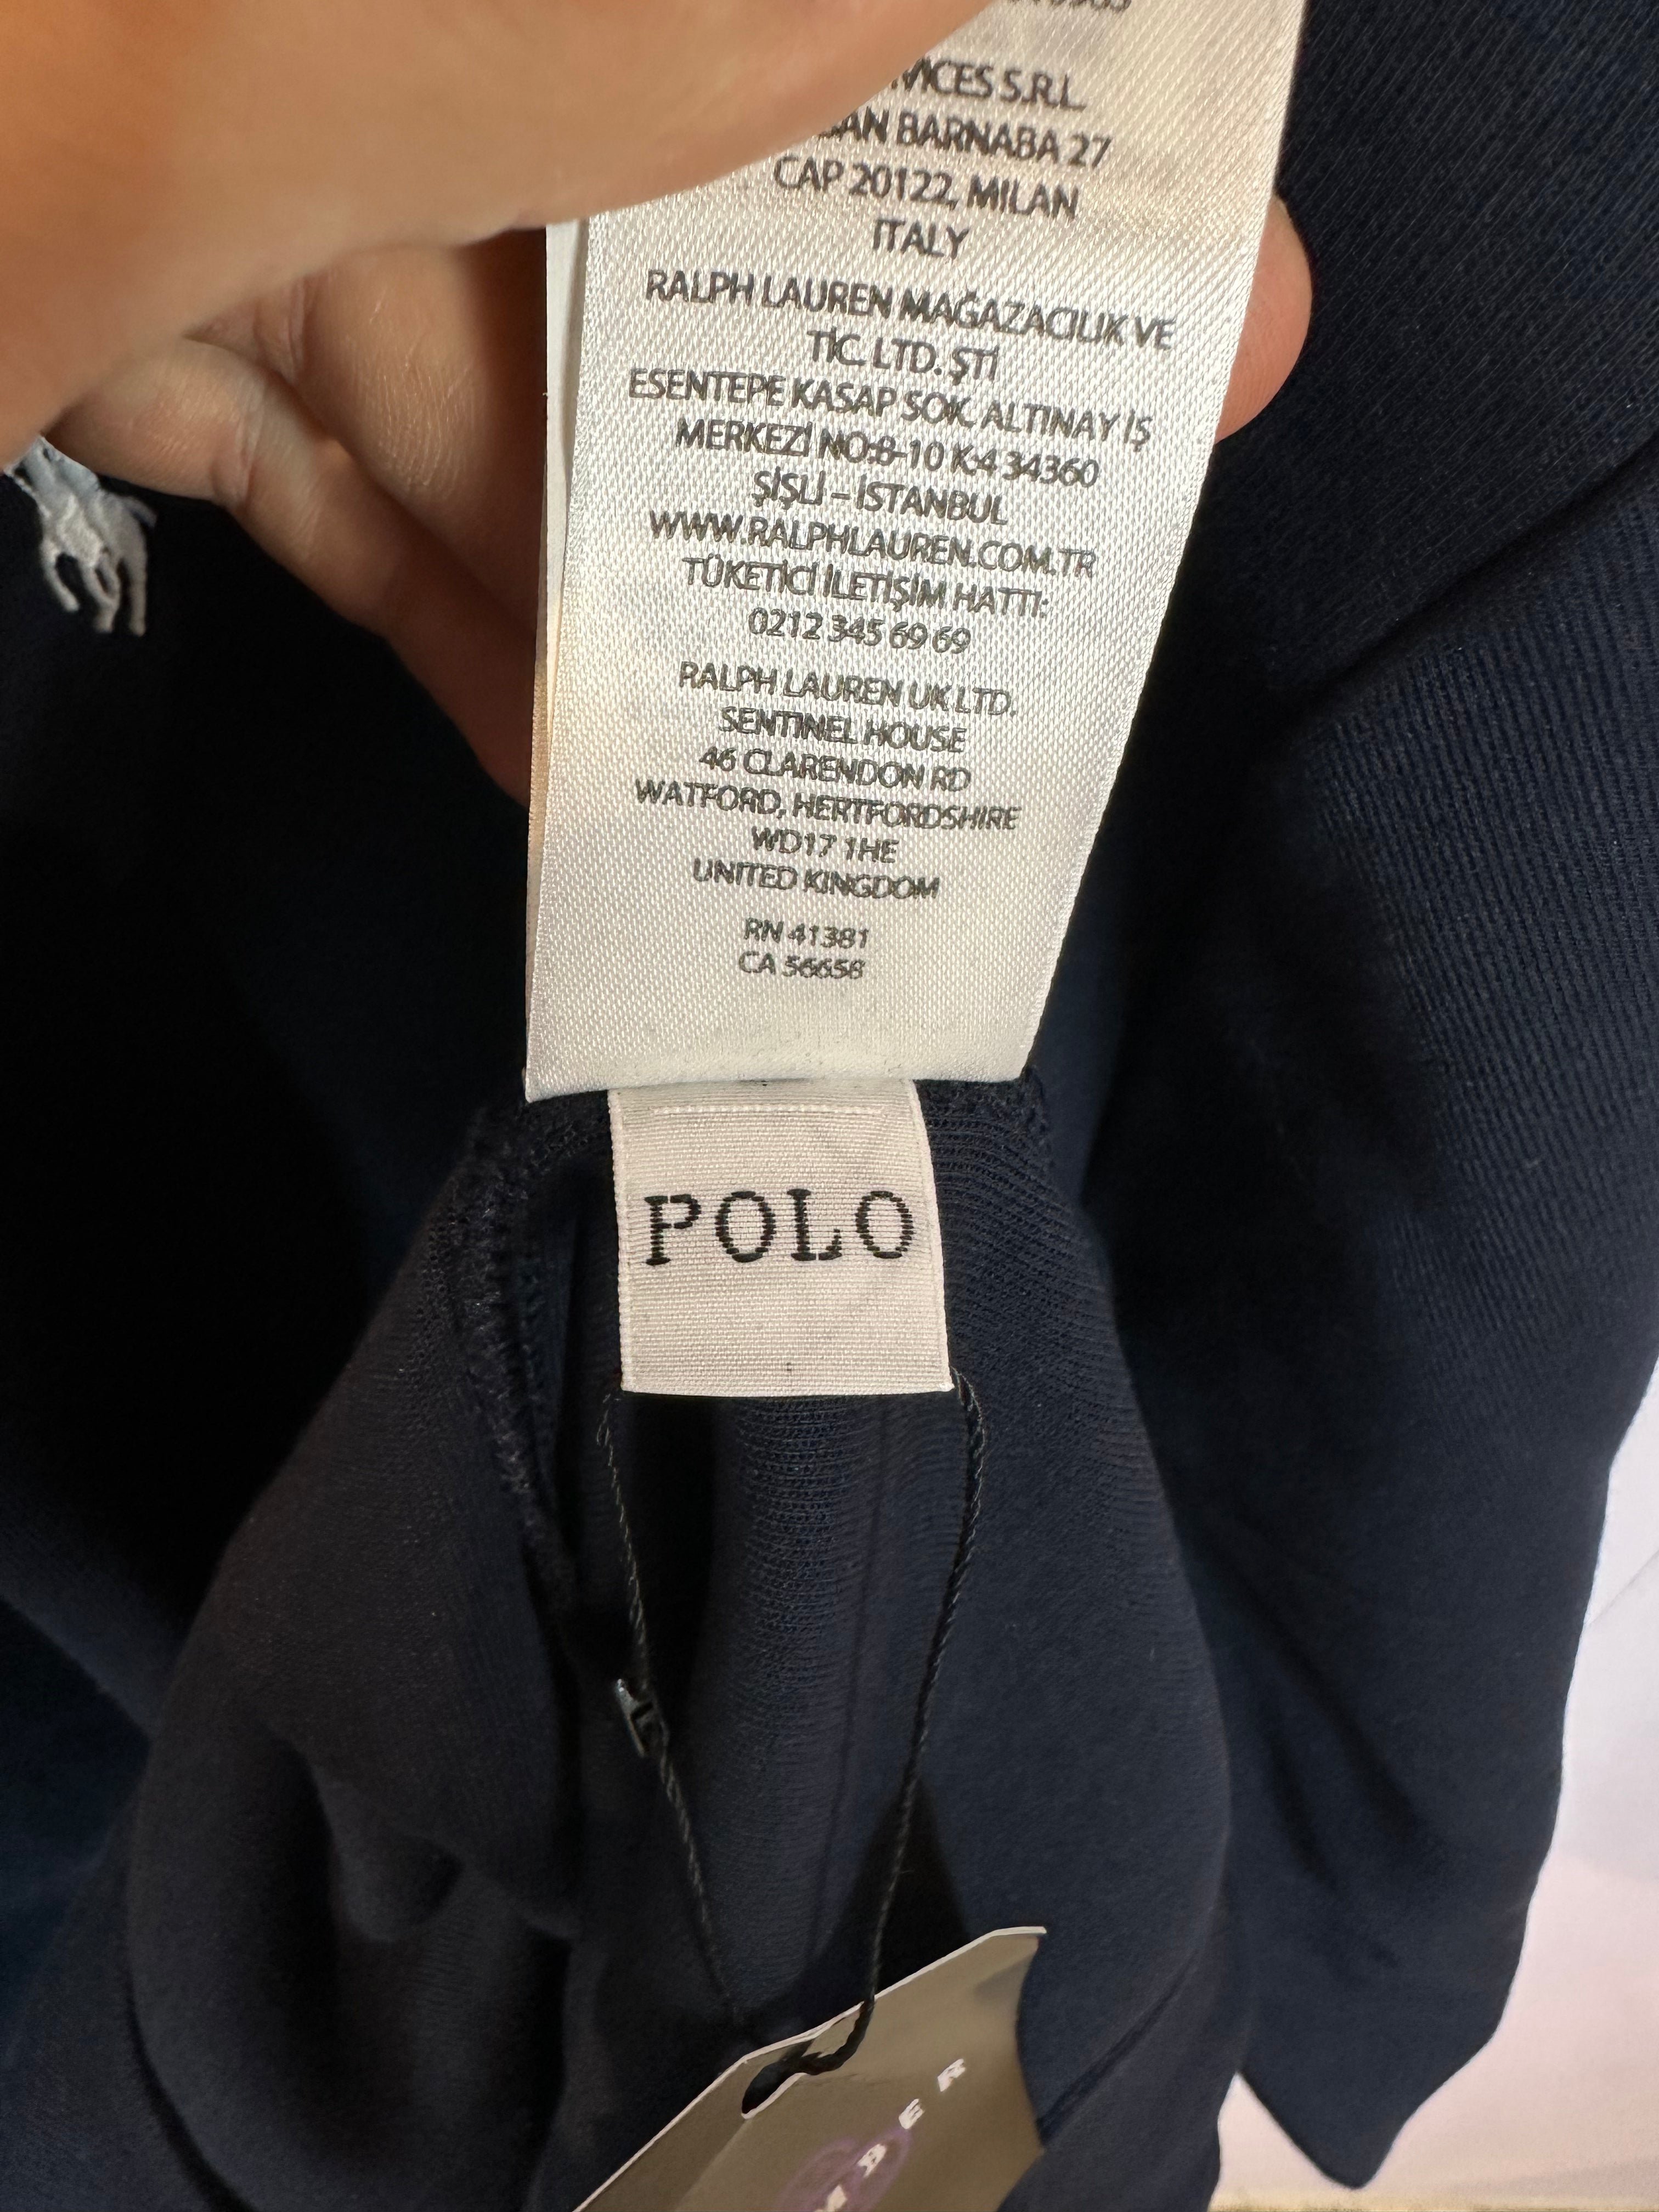 S.R.L.
BARNABA 27
CAP 20122, MILAN
ITALY
RALPH LAUREN MAĞAZACILIK VE
TİC. LTD. ŞTİ
ESENTEPE KASAP SOK. ALTINAY İŞ
MERKEZİ NO:8-10 K-4 34360
ŞİŞLİ – İSTANBUL
WWW.RALPHLAUREN.COM.TR
TÜKETİCİ İLETİŞİM HATTI:
0212 345 69 69
RALPH LAUREN UK LTD.
SENTINEL HOUSE
46 CLARENDON RD
WATFORD, HERTFORDSHIRE
WD17 1HE
UNITED KINGDOM
RN 41381
CA 56658
POLO